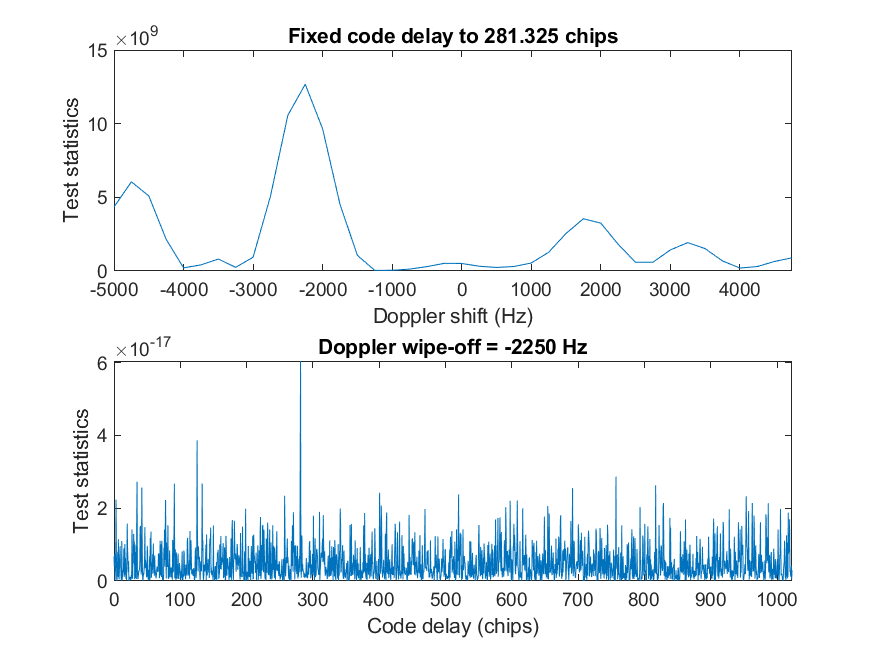 ×10^9
Fixed code delay to 281.325 chips
15
10
5
0
Test statistics
-5000 -4000 -3000 -2000 -1000 0 1000 2000 3000 4000
Doppler shift (Hz)
×10^-17
Doppler wipe-off = -2250 Hz
6
4
2
0
Test statistics
0 100 200 300 400 500 600 700 800 900 1000
Code delay (chips)